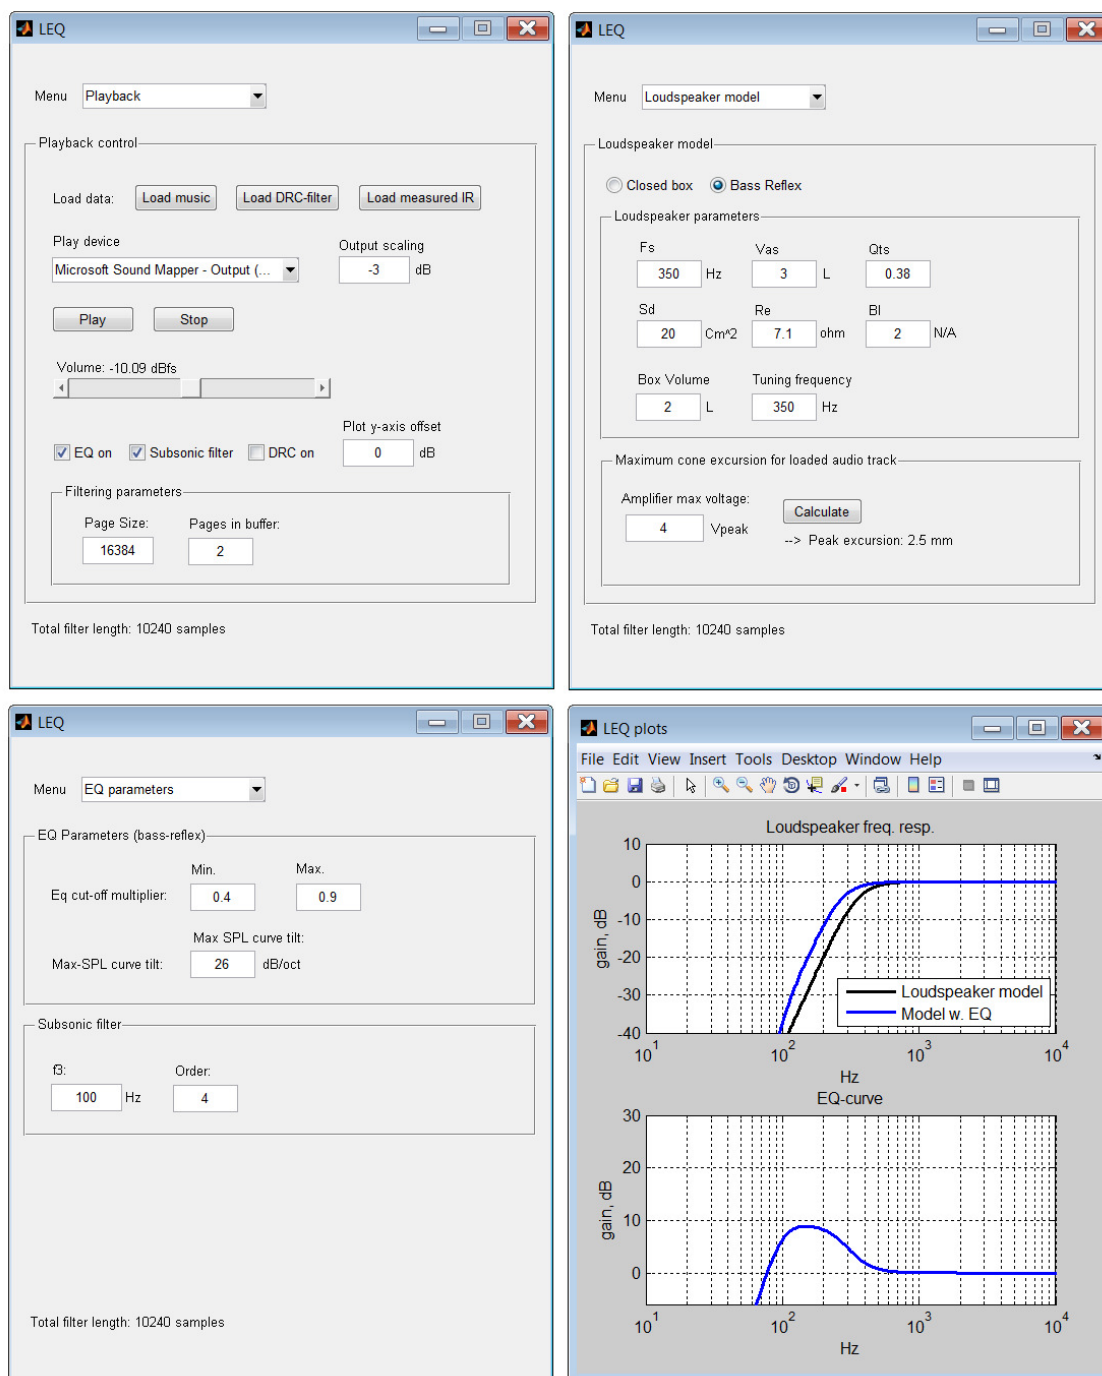 LEQ
Menu Playback
Playback control
Load data: Load music Load DRC-filter Load measured IR
Play device
Output scaling
Microsoft Sound Mapper - Output (... -3 dB
Play Stop
Volume: -10.09 dBfs
Plot y-axis offset
EQ on Subsonic filter DRC on 0 dB
Filtering parameters
Page Size: Pages in buffer:
16384 2
Total filter length: 10240 samples
LEQ
Menu Loudspeaker model
Loudspeaker model
Closed box Bass Reflex
Loudspeaker parameters
Fs Vas Qts
350 Hz 3 L 0.38
Sd Re Bl
20 Cm^2 7.1 ohm 2 N/A
Box Volume Tuning frequency
2 L 350 Hz
Maximum cone excursion for loaded audio track
Amplifier max voltage:
4 Vpeak Calculate
--> Peak excursion: 2.5 mm
Total filter length: 10240 samples
LEQ
Menu EQ parameters
EQ Parameters (bass-reflex)
Min. Max.
Eq cut-off multiplier: 0.4 0.9
Max SPL curve tilt:
Max-SPL curve tilt: 26 dB/oct
Subsonic filter
f3: Order:
100 Hz 4
Total filter length: 10240 samples
LEQ plots
File Edit View Insert Tools Desktop Window Help
Loudspeaker freq. resp.
10
0
-10
-20
-30
-40
gain, dB
Loudspeaker model
Model w. EQ
10^1 10^2 10^3 10^4
Hz
EQ-curve
30
20
10
0
gain, dB
10^1 10^2 10^3 10^4
Hz